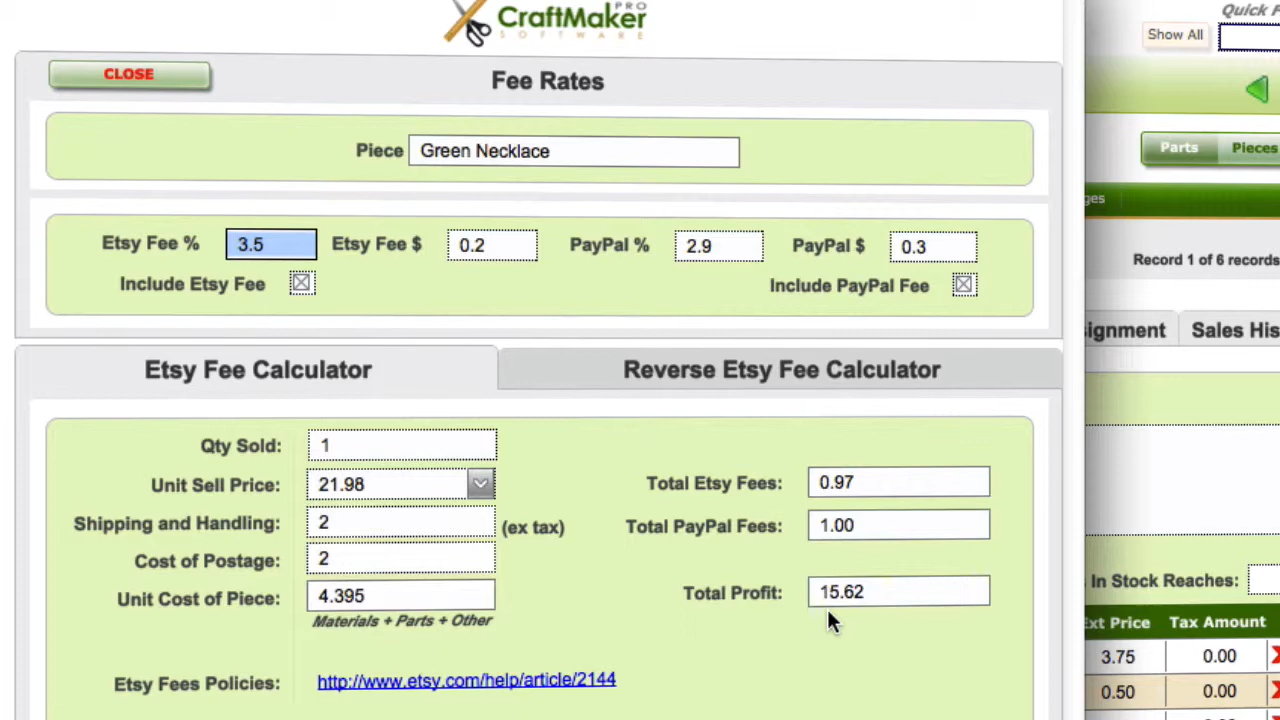 PRO
CraftMaker
SOFTWARE
CLOSE
Fee Rates
Piece Green Necklace
Etsy Fee % 3.5 Etsy Fee $ 0.2 PayPal % 2.9 PayPal $ 0.3
Include Etsy Fee Include PayPal Fee
Etsy Fee Calculator Reverse Etsy Fee Calculator
Qty Sold: 1
Unit Sell Price: 21.98
Shipping and Handling: 2 (ex tax)
Cost of Postage: 2
Unit Cost of Piece: 4.395
Materials + Parts + Other
Total Etsy Fees: 0.97
Total PayPal Fees: 1.00
Total Profit: 15.62
Etsy Fees Policies: http://www.etsy.com/help/article/2144
Quick F
Show All
Parts Pieces
ges
Record 1 of 6 records
signment Sales His
In Stock Reaches:
Ext Price Tax Amount
3.75 0.00
0.50 0.00